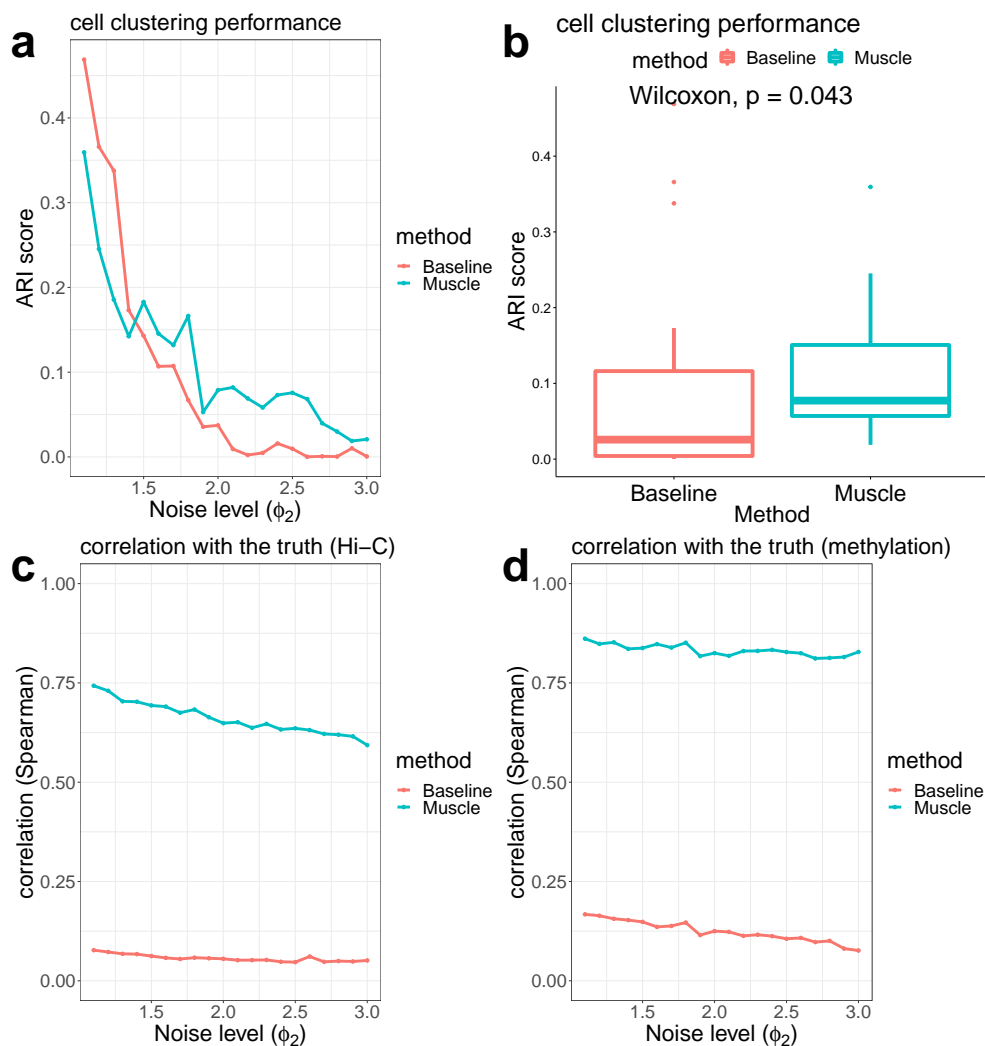 a
cell clustering performance
ARI score
0.4
0.3
0.2
0.1
0.0
1.5 2.0 2.5 3.0
Noise level (ϕ2)
method
Baseline
Muscle
b
cell clustering performance
method Baseline Muscle
Wilcoxon, p = 0.043
ARI score
0.4
0.3
0.2
0.1
0.0
Baseline Muscle
Method
c
correlation with the truth (Hi−C)
correlation (Spearman)
1.00
0.75
0.50
0.25
0.00
1.5 2.0 2.5 3.0
Noise level (ϕ2)
method
Baseline
Muscle
d
correlation with the truth (methylation)
correlation (Spearman)
1.00
0.75
0.50
0.25
0.00
1.5 2.0 2.5 3.0
Noise level (ϕ2)
method
Baseline
Muscle